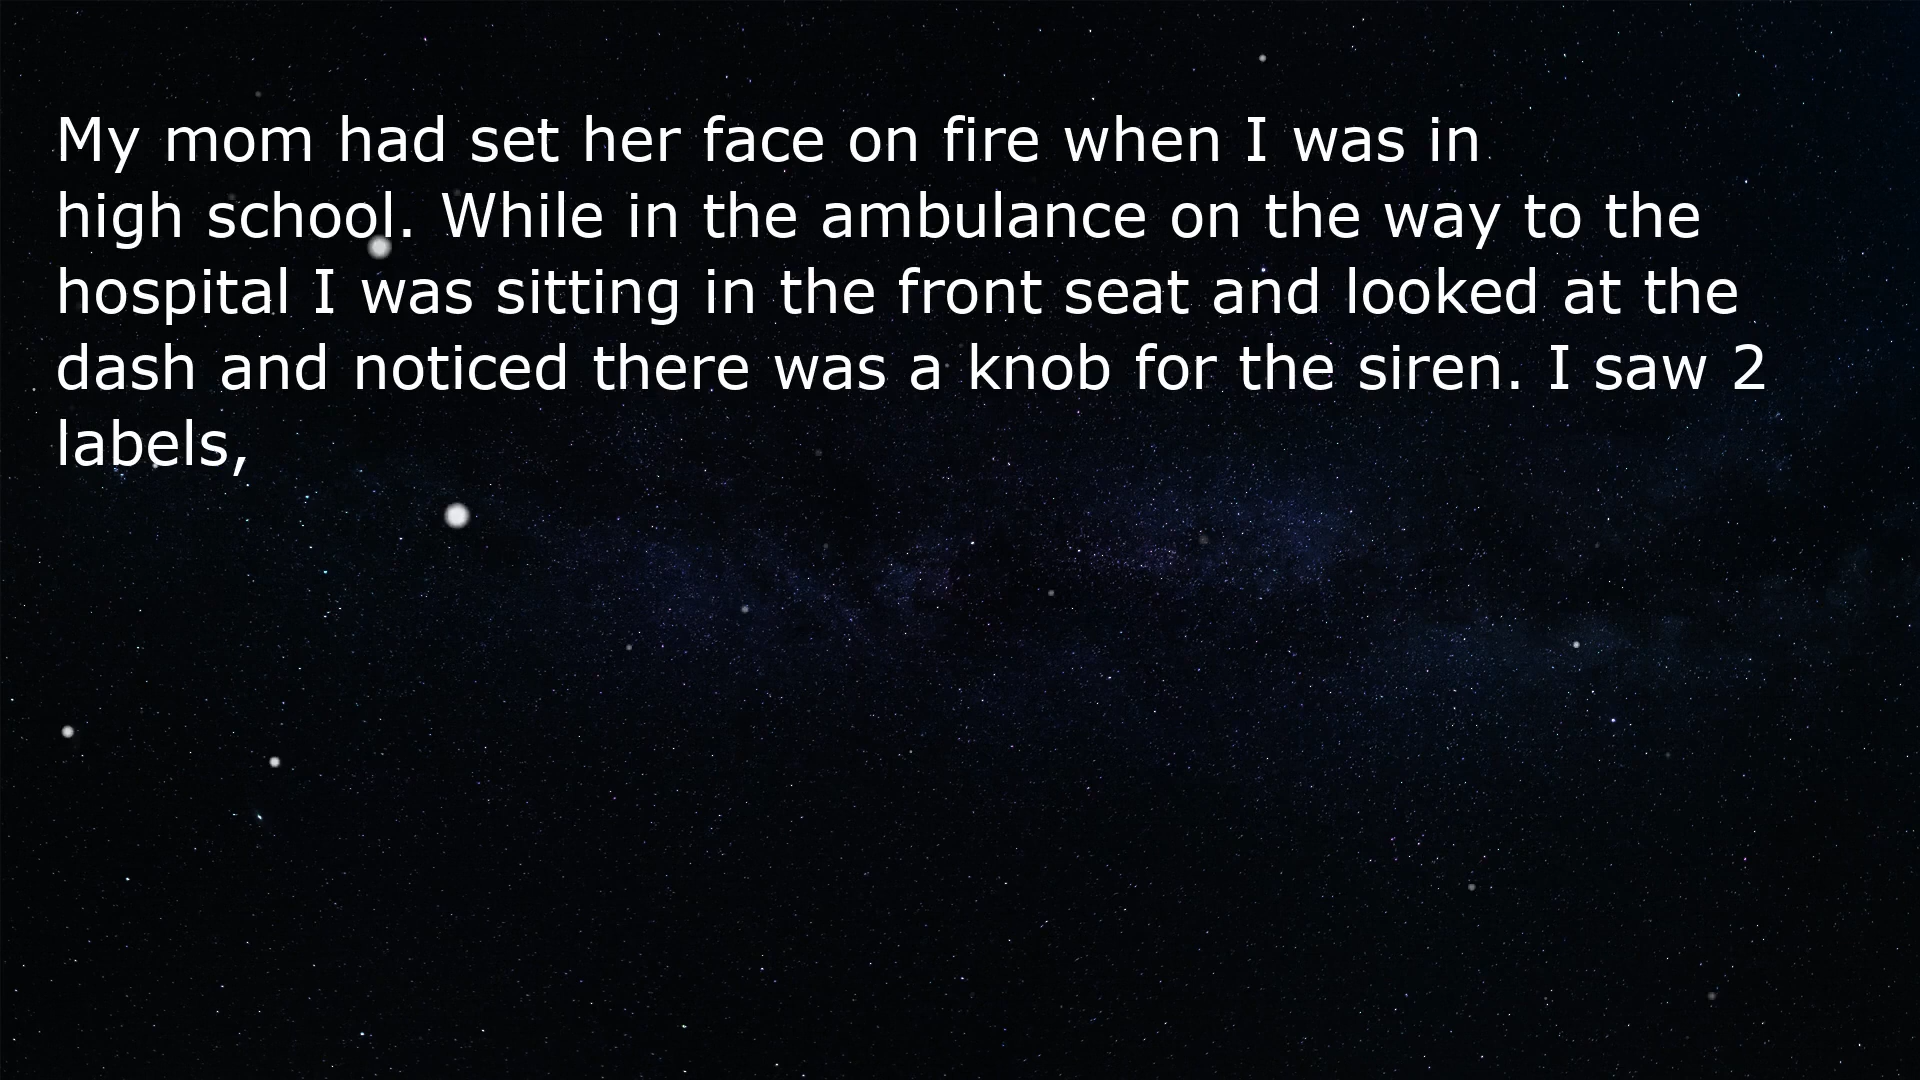 My mom had set her face on fire when I was in
high school. While in the ambulance on the way to the
hospital I was sitting in the front seat and looked at the
dash and noticed there was a knob for the siren. I saw 2
labels,